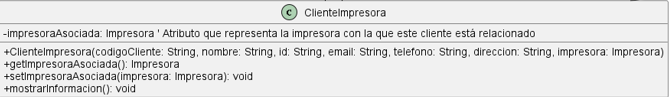 C ClienteImpresora
-impresoraAsociada: Impresora ' Atributo que representa la impresora con la que este cliente está relacionado
+ClienteImpresora(codigoCliente: String, nombre: String, id: String, email: String, telefono: String, direccion: String, impresora: Impresora)
+getImpresoraAsociada(): Impresora
+setImpresoraAsociada(impresora: Impresora): void
+mostrarInformacion(): void